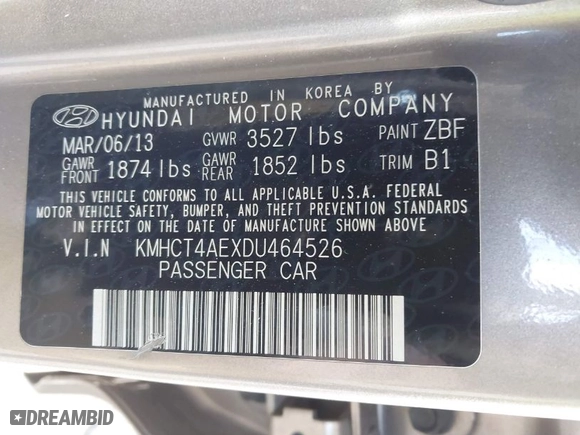 MANUFACTURED IN KOREA BY
HYUNDAI MOTOR COMPANY
MAR/06/13 GVWR 3527 lbs PAINT ZBF
GAWR FRONT 1874 lbs GAWR REAR 1852 lbs TRIM B1
THIS VEHICLE CONFORMS TO ALL APPLICABLE U.S.A. FEDERAL
MOTOR VEHICLE SAFETY, BUMPER, AND THEFT PREVENTION STANDARDS
IN EFFECT ON THE DATE OF MANUFACTURE SHOWN ABOVE
V.I.N KMHCT4AEXDU464526
PASSENGER CAR
DREAMBID